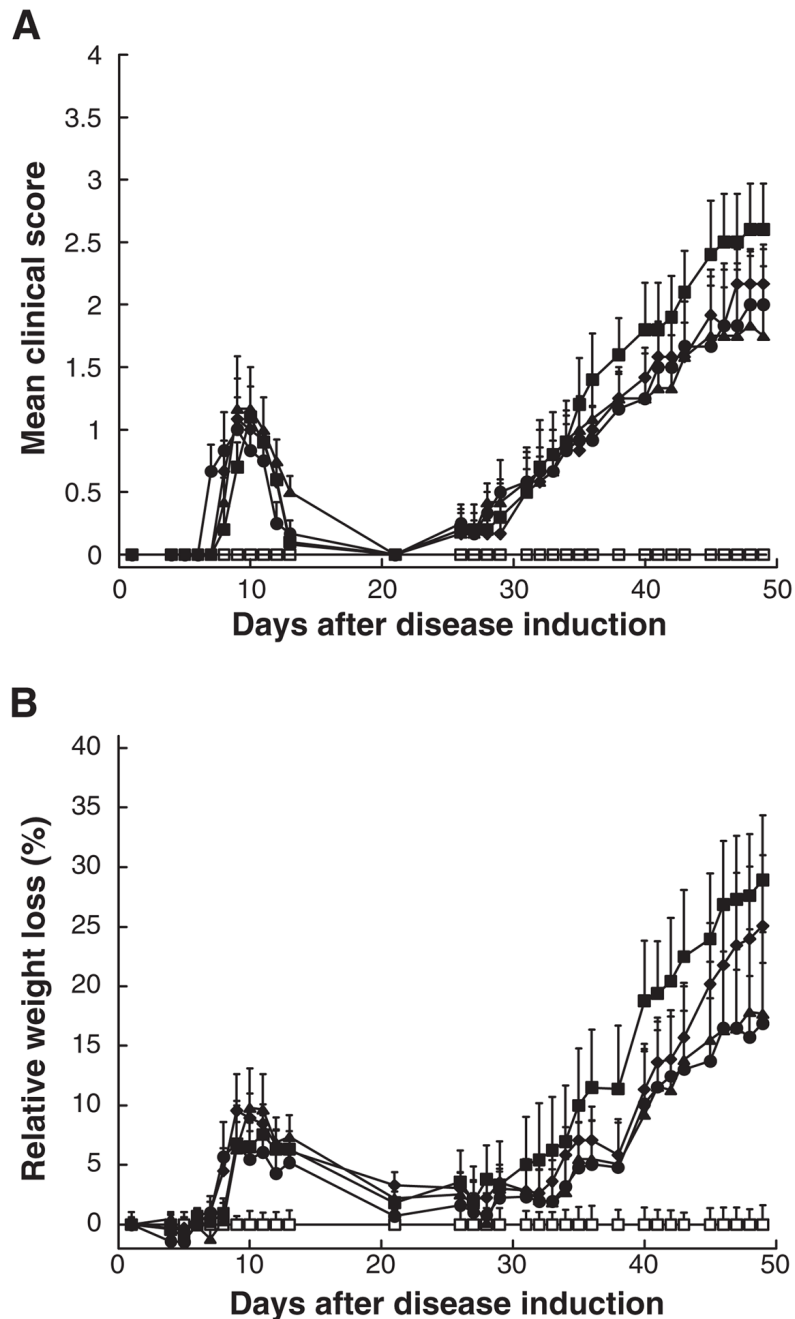 A
4
3.5
3
2.5
2
1.5
1
0.5
0
Mean clinical score
0 10 20 30 40 50
Days after disease induction
B
40
35
30
25
20
15
10
5
0
Relative weight loss (%)
0 10 20 30 40 50
Days after disease induction